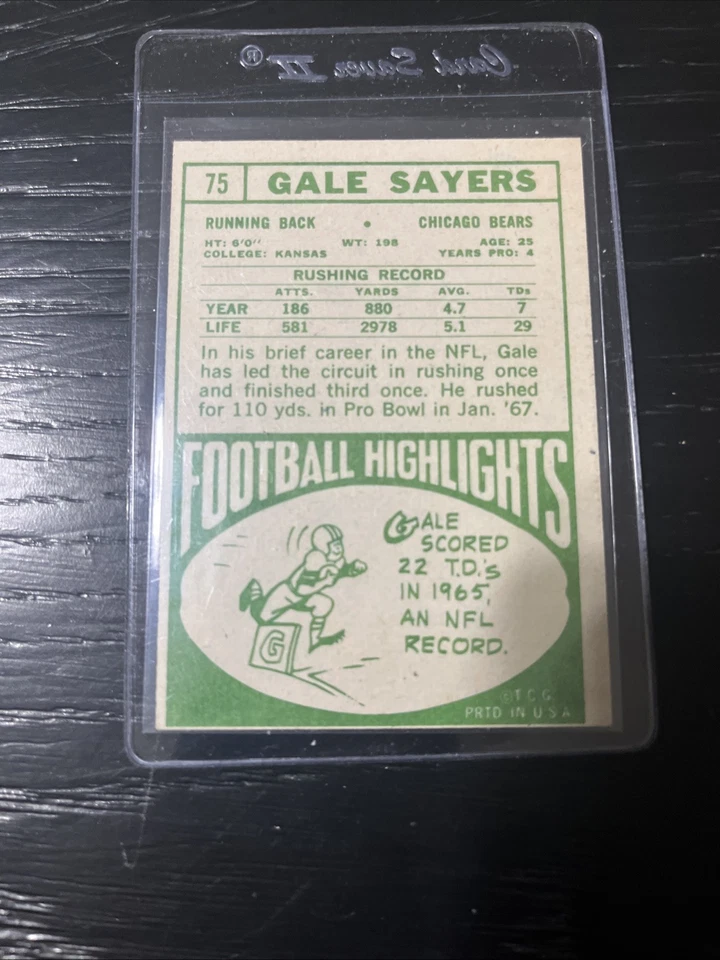 Card Saver II®
75 GALE SAYERS
RUNNING BACK • CHICAGO BEARS
HT: 6'0" WT: 198 AGE: 25
COLLEGE: KANSAS YEARS PRO: 4
RUSHING RECORD
ATTS. YARDS AVG. TDs
YEAR 186 880 4.7 7
LIFE 581 2978 5.1 29
In his brief career in the NFL, Gale
has led the circuit in rushing once
and finished third once. He rushed
for 110 yds. in Pro Bowl in Jan. '67.
FOOTBALL HIGHLIGHTS
GALE
SCORED
22 T.D.'s
IN 1965,
AN NFL
RECORD.
G
©T C G
PRTD IN U S A